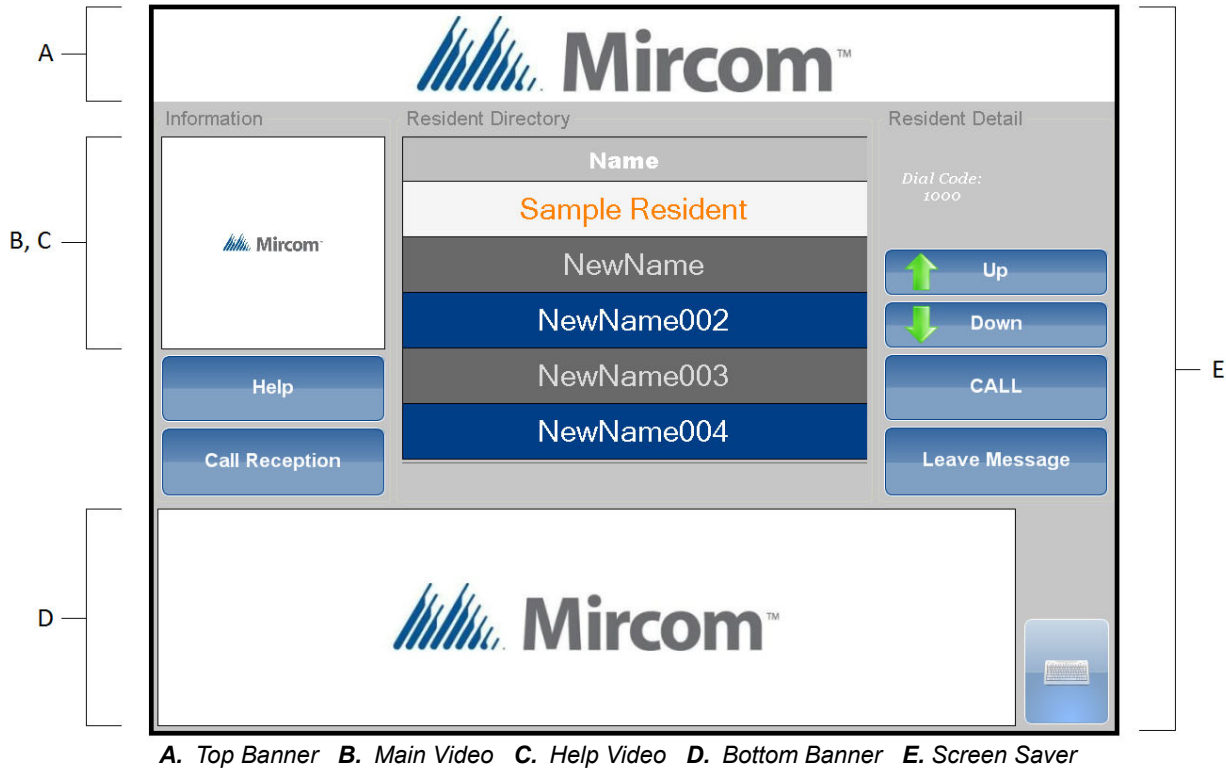 A
Mircom™
Information
Resident Directory
Resident Detail
Name
Dial Code:
1000
Sample Resident
B, C
Mircom™
NewName
Up
NewName002
Down
E
Help
NewName003
CALL
NewName004
Call Reception
Leave Message
D
Mircom™
A. Top Banner B. Main Video C. Help Video D. Bottom Banner E. Screen Saver